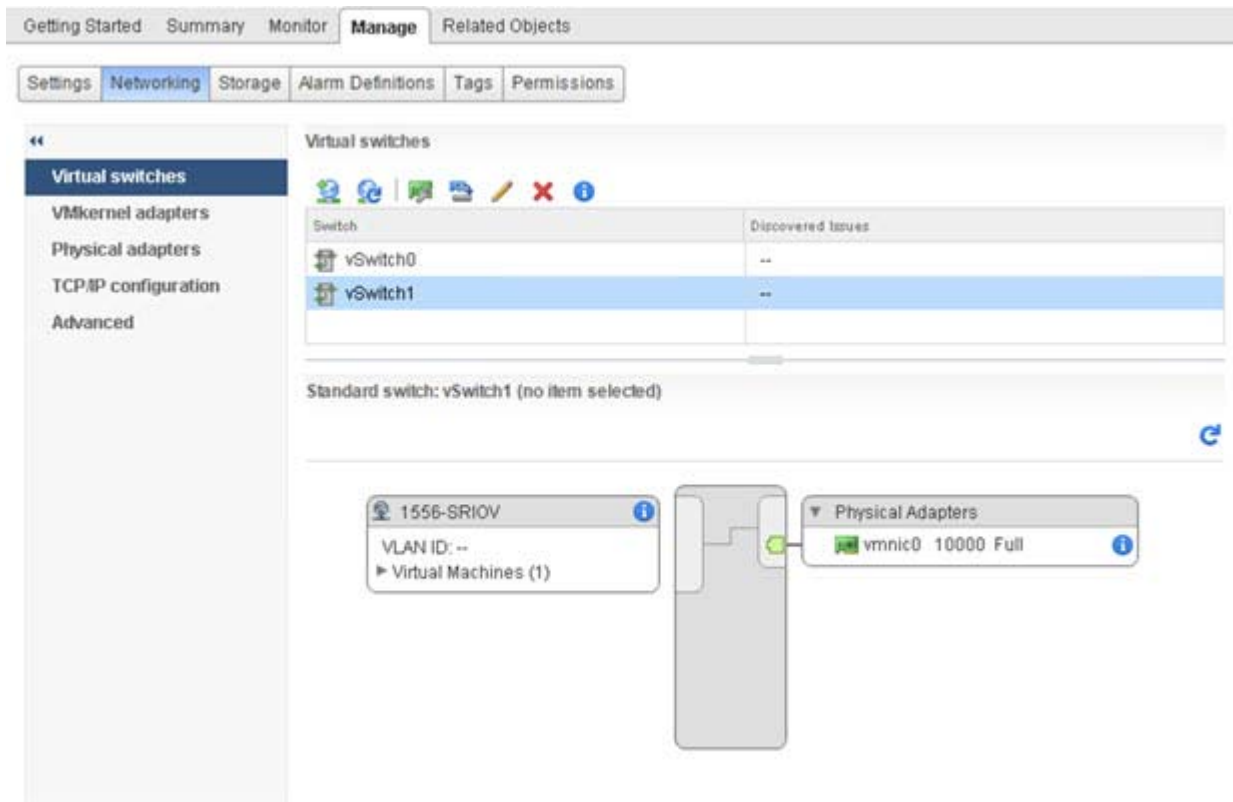 Getting Started Summary Monitor Manage Related Objects
Settings Networking Storage Alarm Definitions Tags Permissions
Virtual switches
VMkernel adapters
Physical adapters
TCP/IP configuration
Advanced
Virtual switches
Switch Discovered Issues
vSwitch0 --
vSwitch1 --
Standard switch: vSwitch1 (no item selected)
1556-SRIOV
VLAN ID: --
Virtual Machines (1)
Physical Adapters
vmnic0 10000 Full